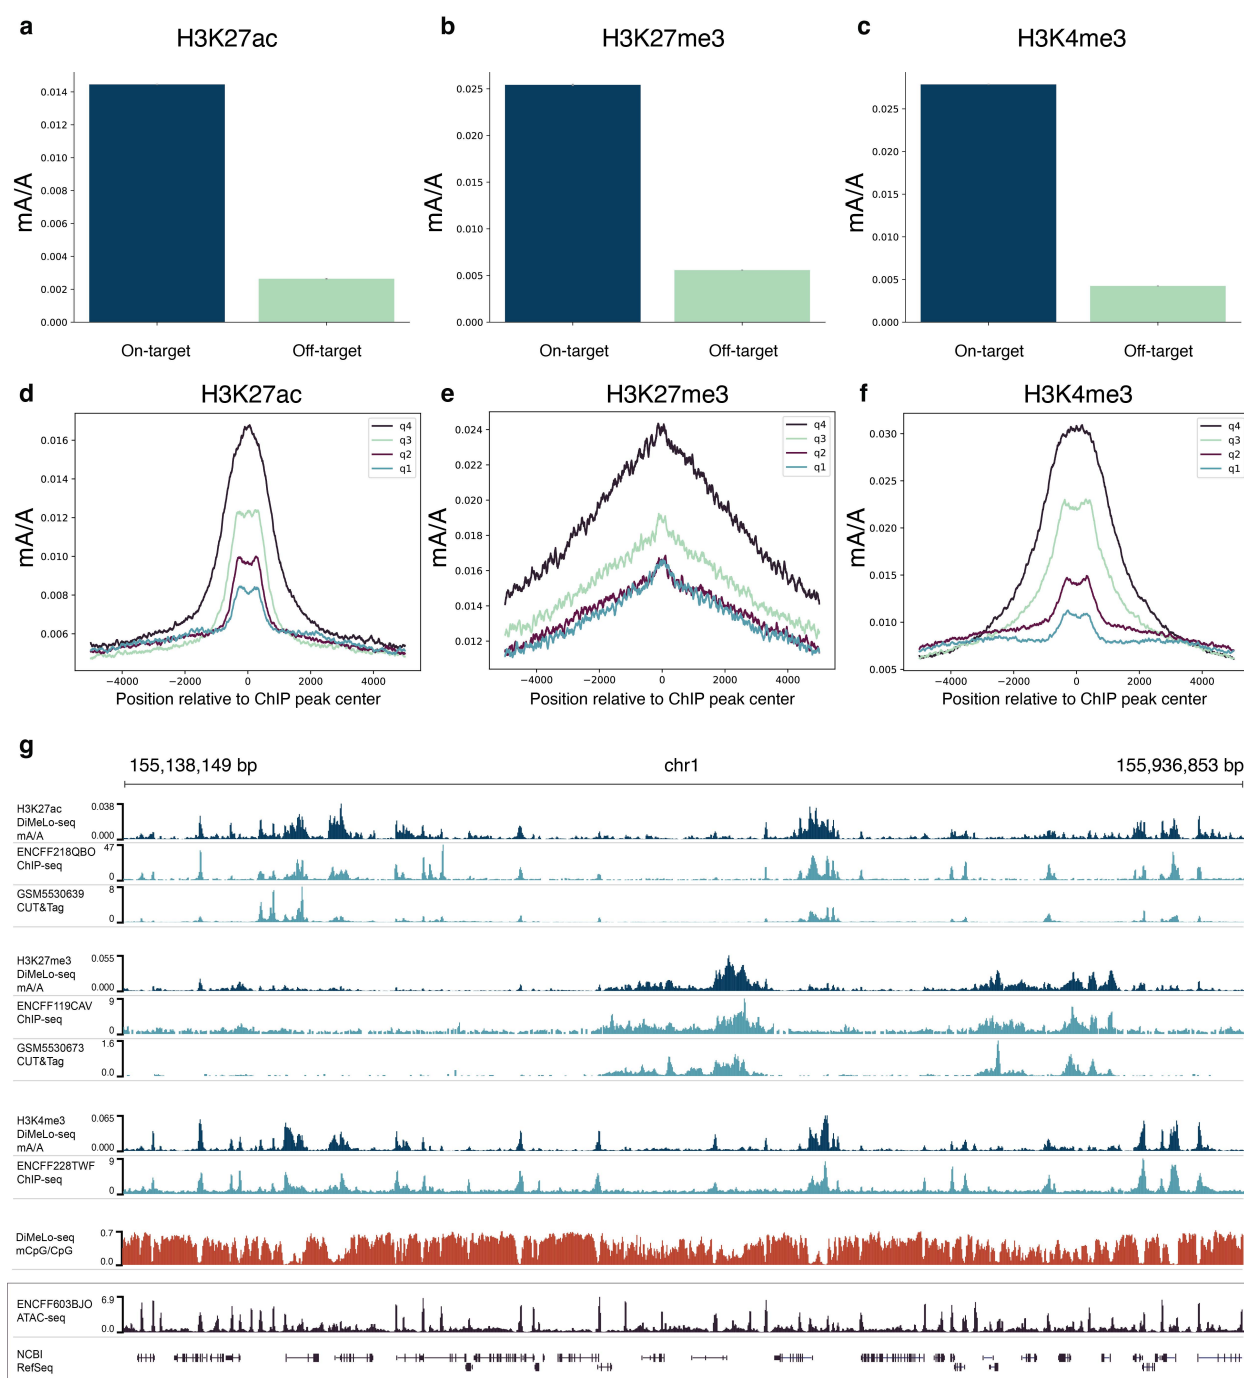 a
H3K27ac
b
H3K27me3
c
H3K4me3
mA/A
0.014
0.012
0.010
0.008
0.006
0.004
0.002
0.000
On-target
Off-target
mA/A
0.025
0.020
0.015
0.010
0.005
0.000
On-target
Off-target
mA/A
0.025
0.020
0.015
0.010
0.005
0.000
On-target
Off-target
d
H3K27ac
mA/A
0.016
0.014
0.012
0.010
0.008
0.006
q4
q3
q2
q1
−4000 −2000 0 2000 4000
Position relative to ChIP peak center
e
H3K27me3
mA/A
0.024
0.022
0.020
0.018
0.016
0.014
0.012
q4
q3
q2
q1
−4000 −2000 0 2000 4000
Position relative to ChIP peak center
f
H3K4me3
mA/A
0.030
0.025
0.020
0.015
0.010
0.005
q4
q3
q2
q1
−4000 −2000 0 2000 4000
Position relative to ChIP peak center
g
155,138,149 bp chr1 155,936,853 bp
H3K27ac 0.038
DiMeLo-seq
mA/A 0.000
ENCFF218QBO 47
ChIP-seq
0
GSM5530639 8
CUT&Tag
0
H3K27me3 0.055
DiMeLo-seq
mA/A 0.000
ENCFF119CAV 9
ChIP-seq
0
GSM5530673 1.6
CUT&Tag
0.0
H3K4me3 0.065
DiMeLo-seq
mA/A 0.000
ENCFF228TWF 9
ChIP-seq
0
DiMeLo-seq 0.7
mCpG/CpG
0.0
ENCFF603BJO 6.9
ATAC-seq
0.0
NCBI
RefSeq